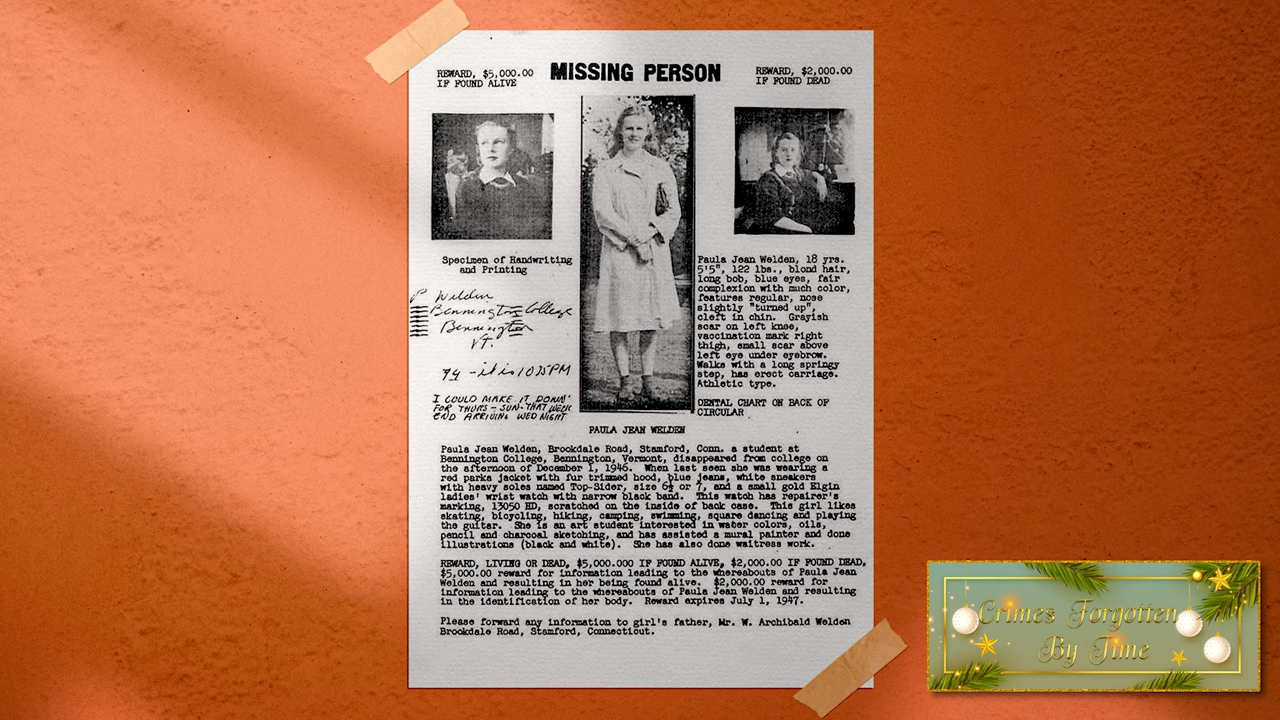 REWARD, $5,000.00
IF FOUND ALIVE
MISSING PERSON
REWARD, $2,000.00
IF FOUND DEAD
Specimen of Handwriting
and Printing
P Welden
Bennington College
Bennington
Vt.
94 - it is 10 25 PM
I COULD MAKE IT DOWN
FOR THURS - SUN - THAT WEEK
END ARRIVING WED NIGHT
Paula Jean Welden, 18 yrs.
5'5", 122 lbs., blond hair,
long bob, blue eyes, fair
complexion with much color,
features regular, nose
slightly "turned up",
cleft in chin. Grayish
scar on left knee,
vaccination mark right
thigh, small scar above
left eye under eyebrow.
Walks with a long springy
step, has erect carriage.
Athletic type.
DENTAL CHART ON BACK OF
CIRCULAR
PAULA JEAN WELDEN
Paula Jean Welden, Brookdale Road, Stamford, Conn. a student at
Bennington College, Bennington, Vermont, disappeared from college on
the afternoon of December 1, 1946. When last seen she was wearing a
red parka jacket with fur trimmed hood, blue jeans, white sneakers
with heavy soles named Top-Sider, size 6½ or 7, and a small gold Elgin
ladies' wrist watch with narrow black band. This watch has repairer's
marking, 13050 HD, scratched on the inside of back case. This girl likes
skating, bicycling, hiking, camping, swimming, square dancing and playing
the guitar. She is an art student interested in water colors, oils,
pencil and charcoal sketching, and has assisted a mural painter and done
illustrations (black and white). She has also done waitress work.
REWARD, LIVING OR DEAD, $5,000.000 IF FOUND ALIVE, $2,000.00 IF FOUND DEAD,
$5,000.00 reward for information leading to the whereabouts of Paula Jean
Welden and resulting in her being found alive. $2,000.00 reward for
information leading to the whereabouts of Paula Jean Welden and resulting
in the identification of her body. Reward expires July 1, 1947.
Please forward any information to girl's father, Mr. W. Archibald Welden
Brookdale Road, Stamford, Connecticut.
Crimes Forgotten
By Time